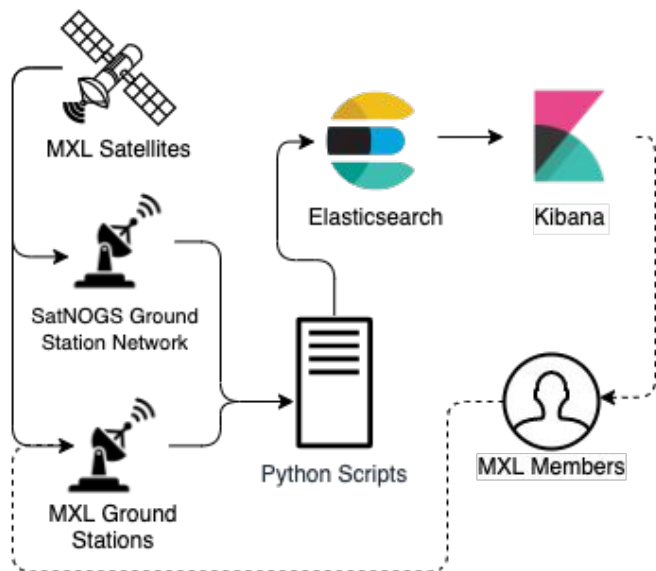 MXL Satellites
Elasticsearch
Kibana
SatNOGS Ground
Station Network
Python Scripts
MXL Members
MXL Ground
Stations